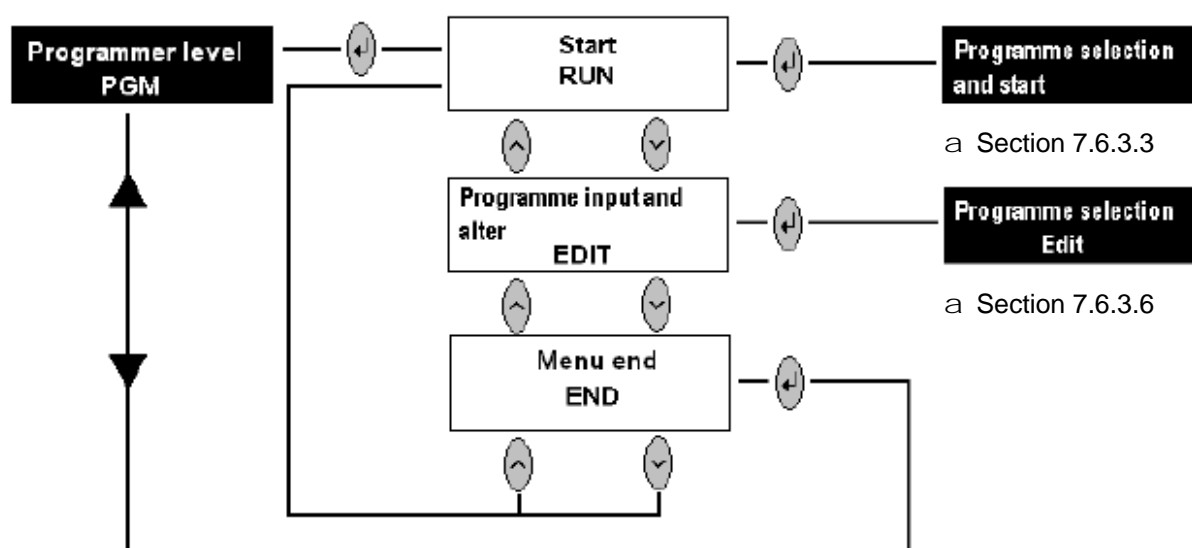 Programmer level
PGM
Start
RUN
Programme selection
and start
a Section 7.6.3.3
Programme input and
alter
EDIT
Programme selection
Edit
a Section 7.6.3.6
Menu end
END